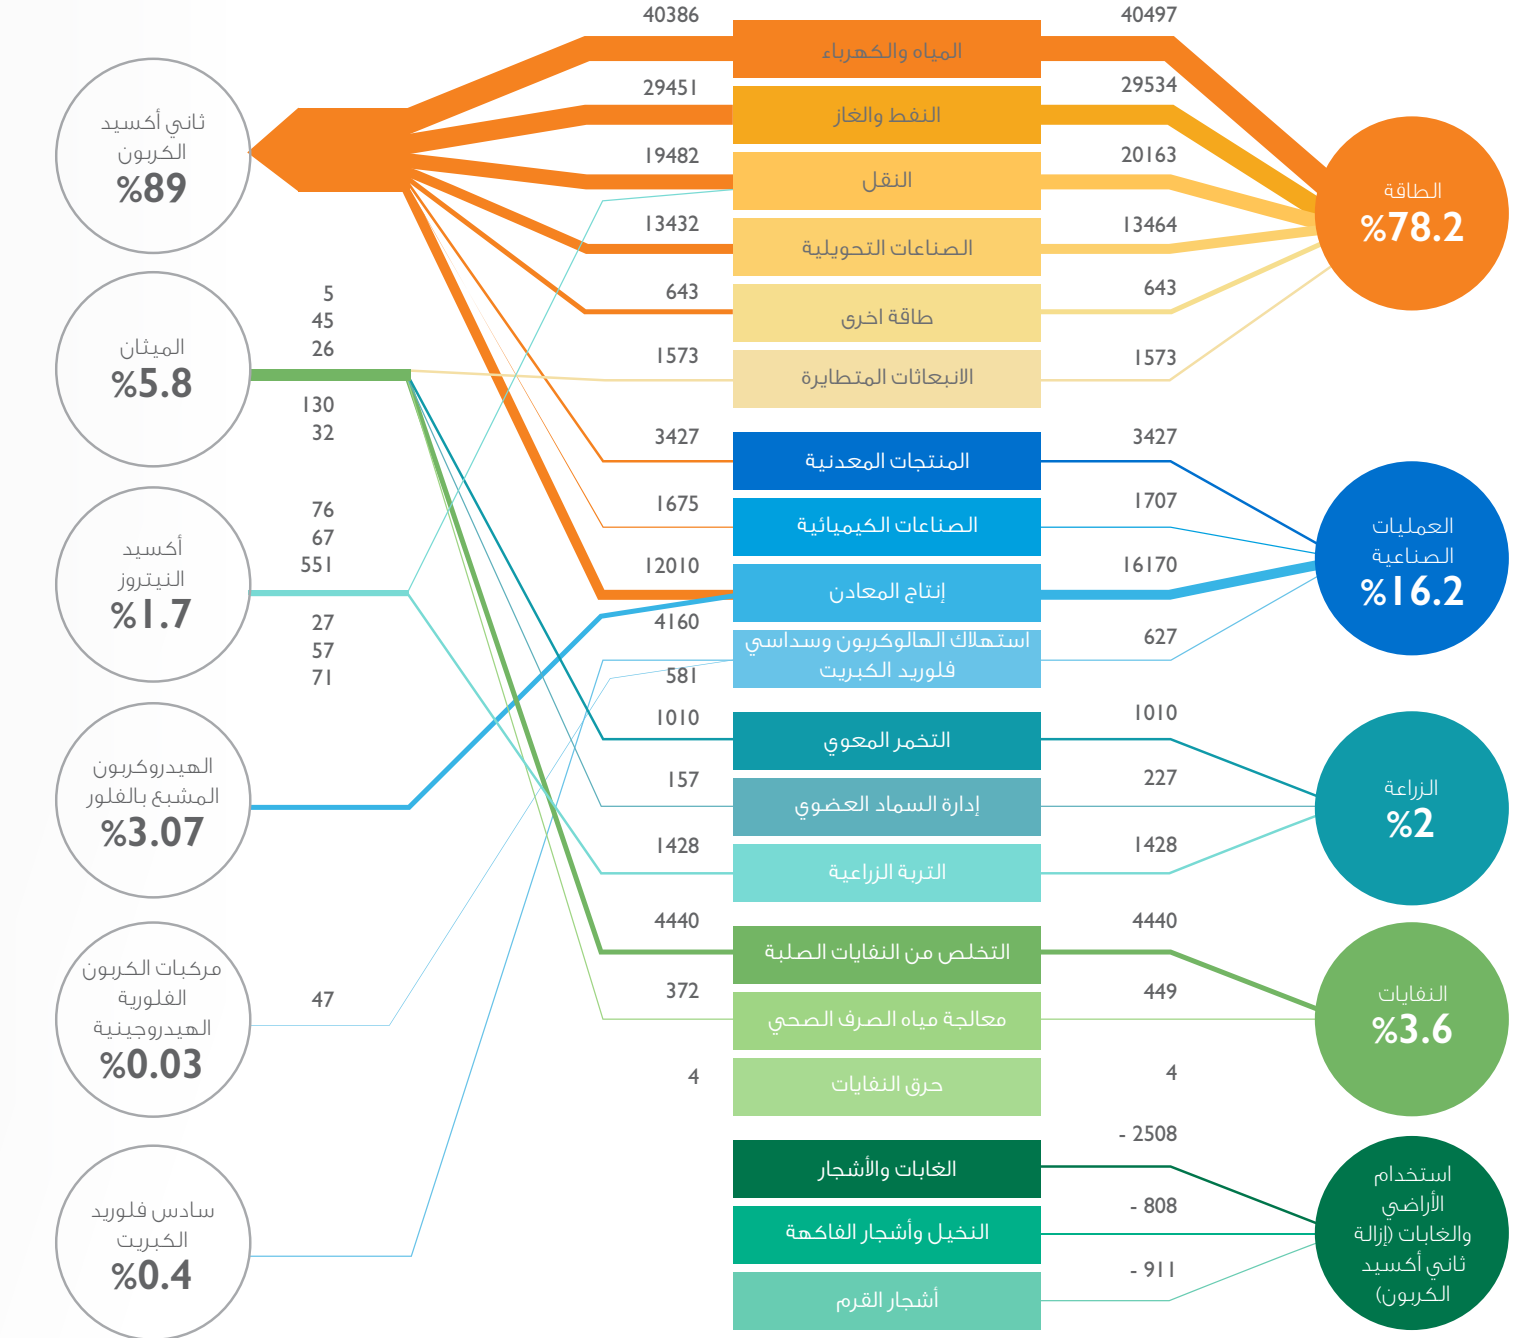 40497
40386
المياه والكهرباء
29534
29451
النفط والغاز
20163
19482
النقل
13464
13432
الصناعات التحويلية
643
643
طاقة اخرى
1573
1573
الانبعاثات المتطايرة
الطاقة
%78.2
3427
3427
المنتجات المعدنية
1707
1675
الصناعات الكيميائية
16170
12010
إنتاج المعادن
4160
627
استهلاك الهالوكربون وسداسي
فلوريد الكبريت
581
العمليات
الصناعية
%16.2
1010
1010
التخمر المعوي
227
157
إدارة السماد العضوي
1428
1428
التربة الزراعية
الزراعة
%2
4440
4440
التخلص من النفايات الصلبة
449
372
معالجة مياه الصرف الصحي
4
4
حرق النفايات
النفايات
%3.6
- 2508
الغابات والأشجار
- 808
النخيل وأشجار الفاكهة
- 911
أشجار القرم
استخدام
الأراضي
والغابات (إزالة
ثاني أكسيد
الكربون)
ثاني أكسيد
الكربون
%89
5
45
26
الميثان
%5.8
130
32
76
67
551
أكسيد
النيتروز
%1.7
27
57
71
الهيدروكربون
المشبع بالفلور
%3.07
مركبات الكربون
الفلورية
الهيدروجينية
%0.03
47
سادس فلوريد
الكبريت
%0.4